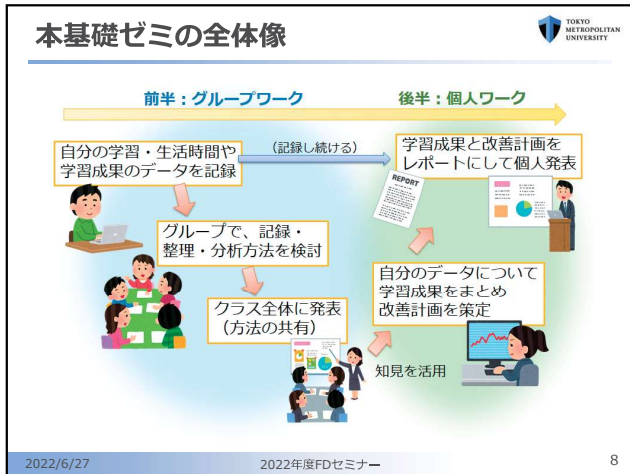 本基礎ゼミの全体像
TOKYO
METROPOLITAN
UNIVERSITY
前半：グループワーク
後半：個人ワーク
自分の学習・生活時間や
学習成果のデータを記録
（記録し続ける）
学習成果と改善計画を
レポートにして個人発表
REPORT
グループで、記録・
整理・分析方法を検討
クラス全体に発表
（方法の共有）
自分のデータについて
学習成果をまとめ
改善計画を策定
知見を活用
2022/6/27
2022年度FDセミナー
8